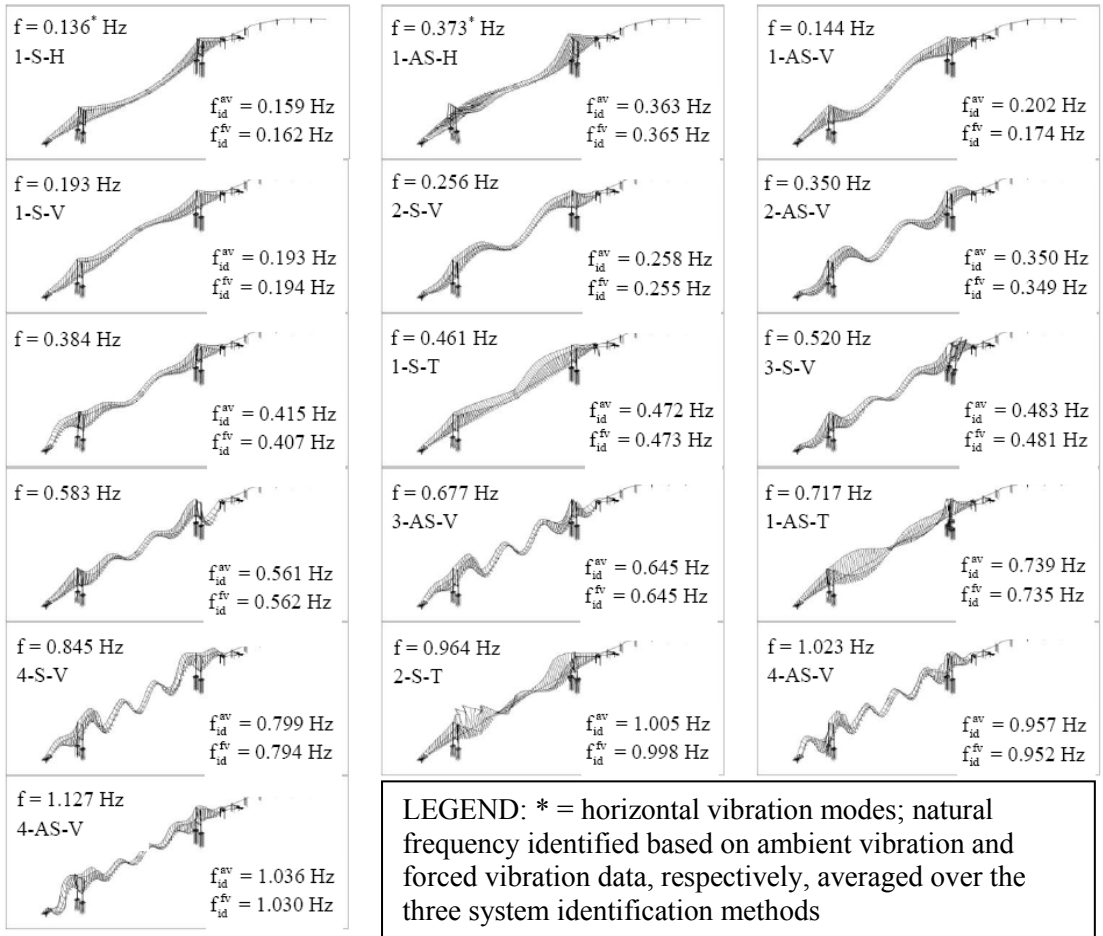 f = 0.136* Hz
1-S-H
f_id^av = 0.159 Hz
f_id^fv = 0.162 Hz
f = 0.373* Hz
1-AS-H
f_id^av = 0.363 Hz
f_id^fv = 0.365 Hz
f = 0.144 Hz
1-AS-V
f_id^av = 0.202 Hz
f_id^fv = 0.174 Hz
f = 0.193 Hz
1-S-V
f_id^av = 0.193 Hz
f_id^fv = 0.194 Hz
f = 0.256 Hz
2-S-V
f_id^av = 0.258 Hz
f_id^fv = 0.255 Hz
f = 0.350 Hz
2-AS-V
f_id^av = 0.350 Hz
f_id^fv = 0.349 Hz
f = 0.384 Hz
f_id^av = 0.415 Hz
f_id^fv = 0.407 Hz
f = 0.461 Hz
1-S-T
f_id^av = 0.472 Hz
f_id^fv = 0.473 Hz
f = 0.520 Hz
3-S-V
f_id^av = 0.483 Hz
f_id^fv = 0.481 Hz
f = 0.583 Hz
f_id^av = 0.561 Hz
f_id^fv = 0.562 Hz
f = 0.677 Hz
3-AS-V
f_id^av = 0.645 Hz
f_id^fv = 0.645 Hz
f = 0.717 Hz
1-AS-T
f_id^av = 0.739 Hz
f_id^fv = 0.735 Hz
f = 0.845 Hz
4-S-V
f_id^av = 0.799 Hz
f_id^fv = 0.794 Hz
f = 0.964 Hz
2-S-T
f_id^av = 1.005 Hz
f_id^fv = 0.998 Hz
f = 1.023 Hz
4-AS-V
f_id^av = 0.957 Hz
f_id^fv = 0.952 Hz
f = 1.127 Hz
4-AS-V
f_id^av = 1.036 Hz
f_id^fv = 1.030 Hz
LEGEND: * = horizontal vibration modes; natural
frequency identified based on ambient vibration and
forced vibration data, respectively, averaged over the
three system identification methods